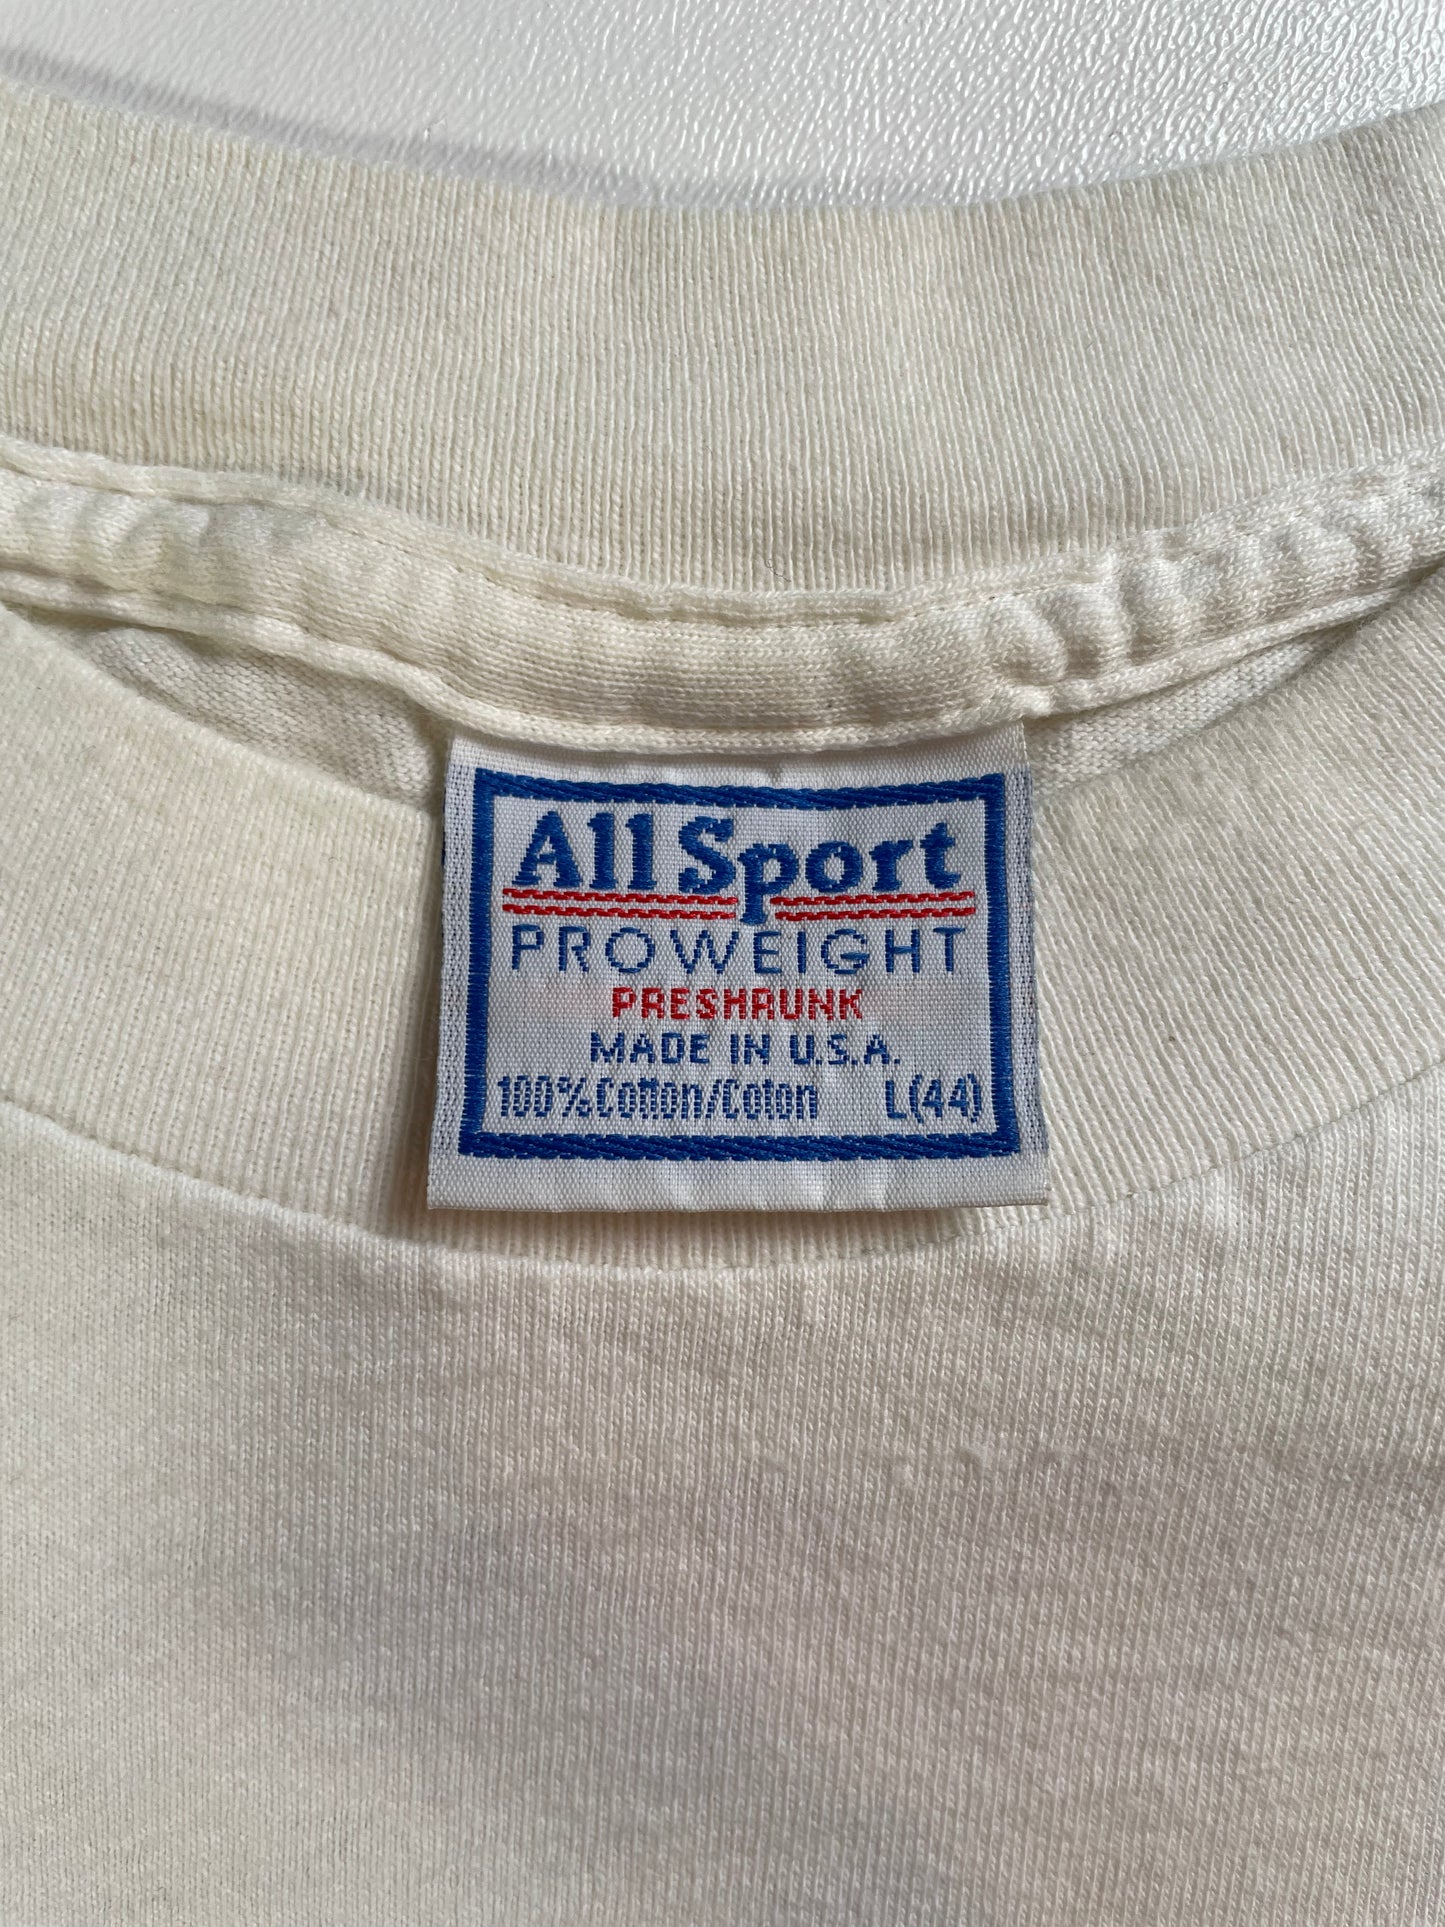 All Sport
PROWEIGHT
PRESHRUNK
MADE IN U.S.A.
100% Cotton/Coton L(44)